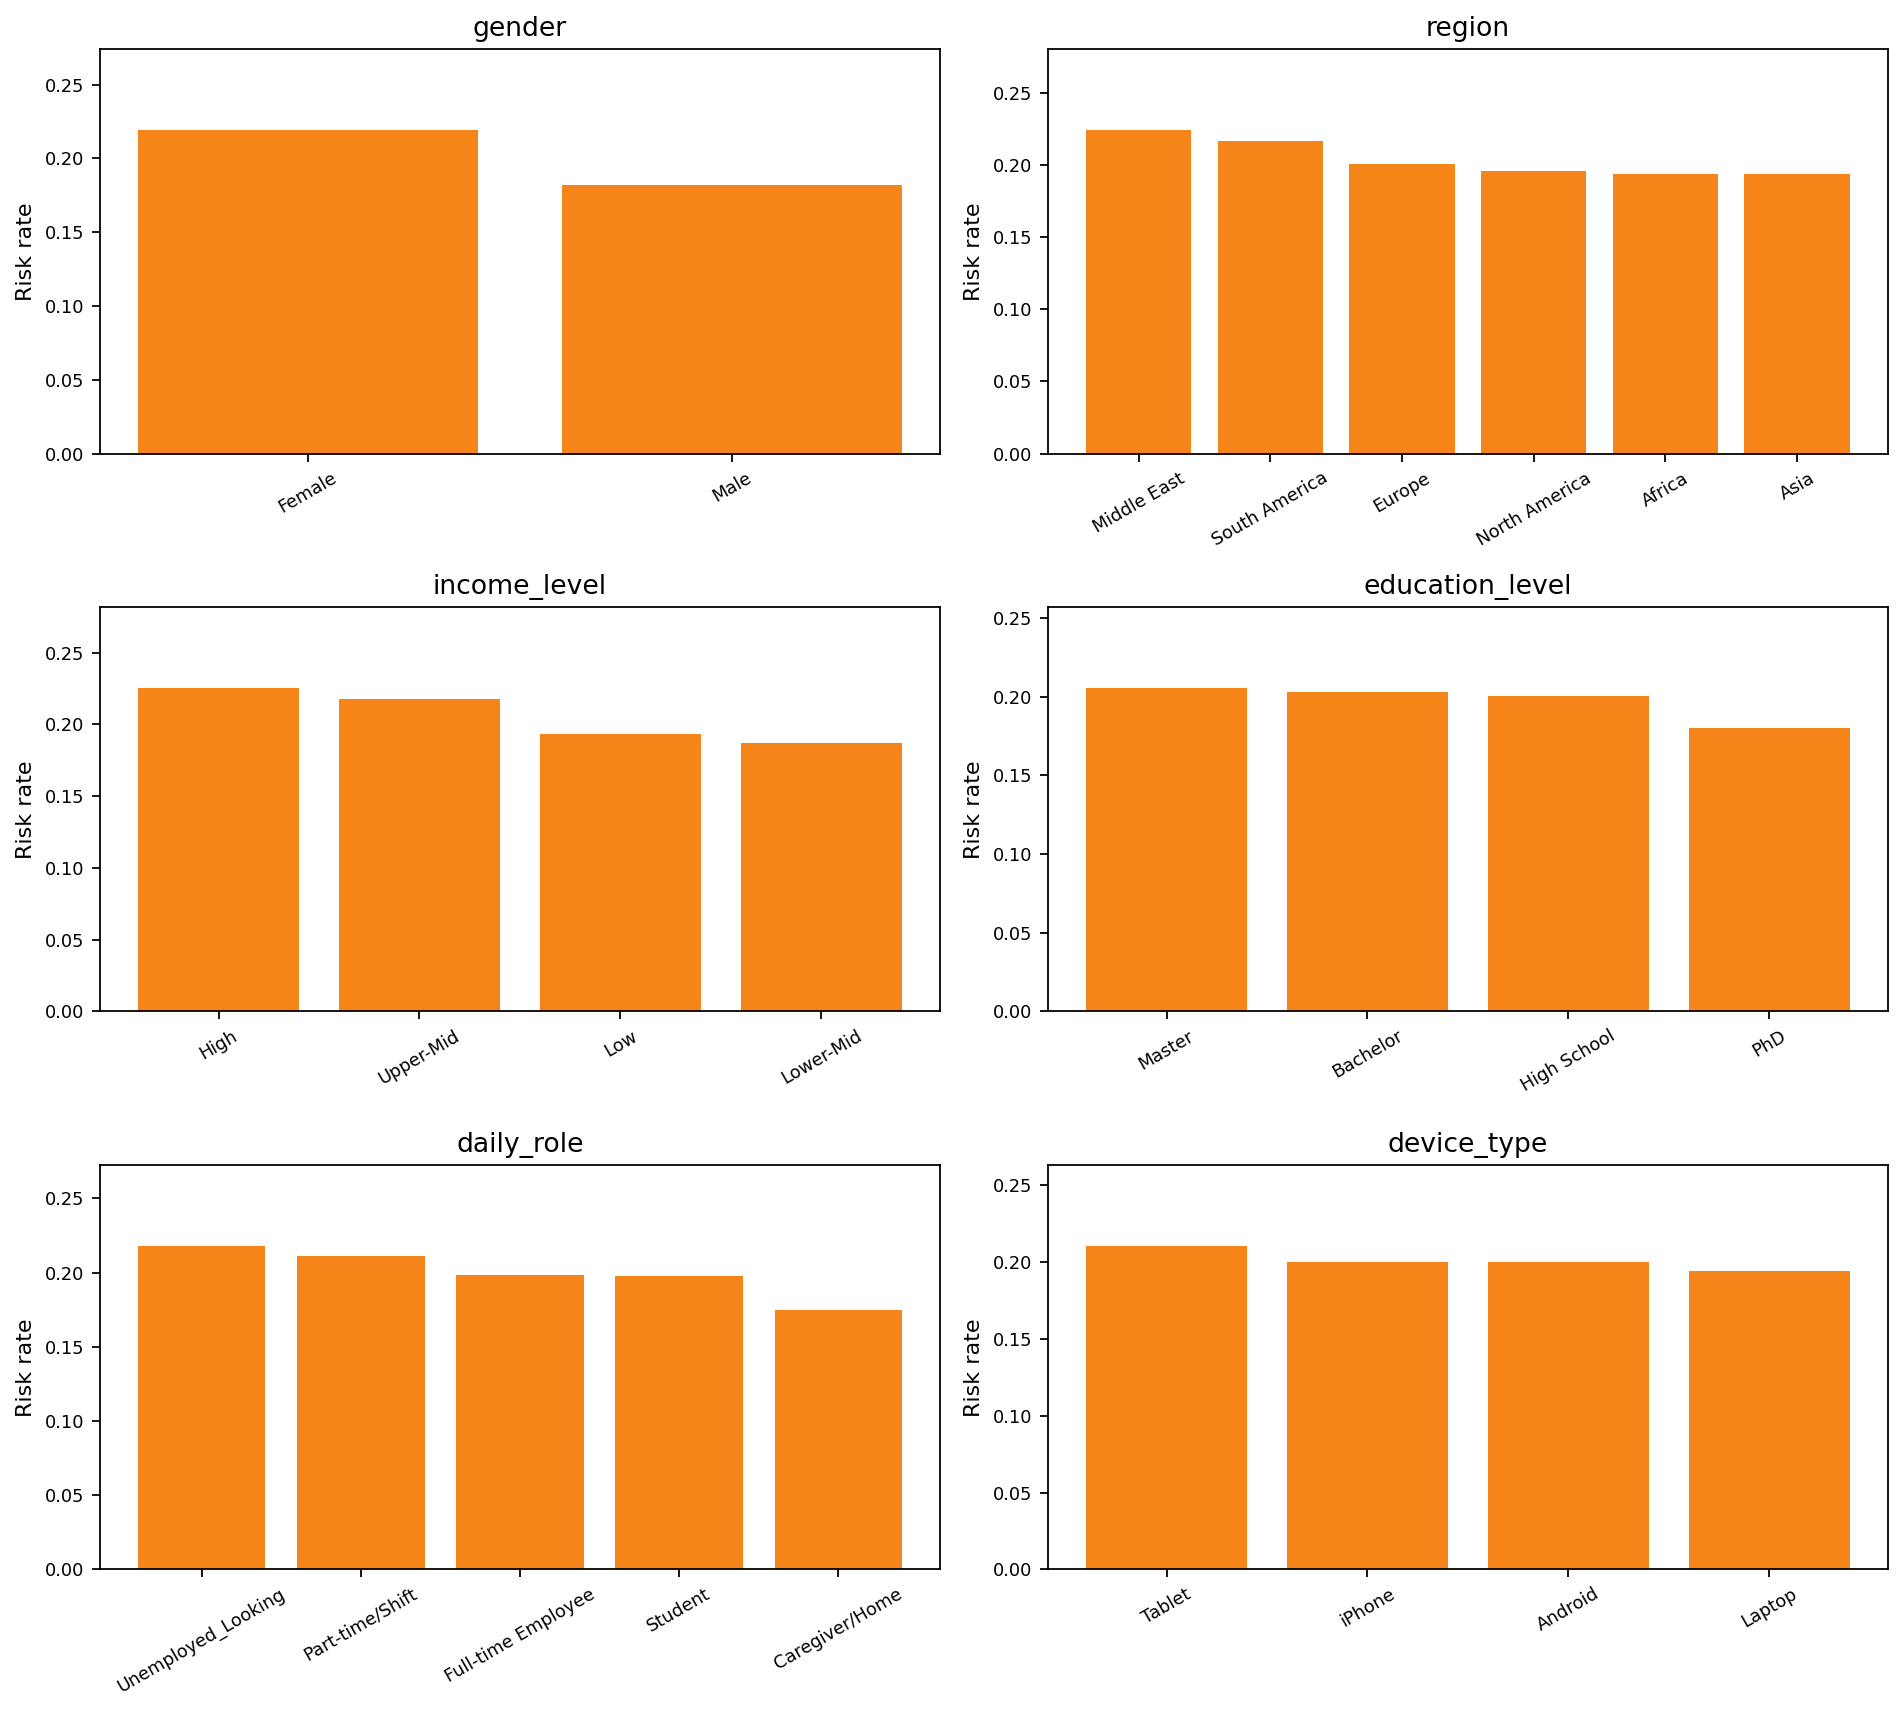 gender
0.25
0.20
0.15
0.10
0.05
0.00
Risk rate
Female
Male
region
0.25
0.20
0.15
0.10
0.05
0.00
Risk rate
Middle East
South America
Europe
North America
Africa
Asia
income_level
0.25
0.20
0.15
0.10
0.05
0.00
Risk rate
High
Upper-Mid
Low
Lower-Mid
education_level
0.25
0.20
0.15
0.10
0.05
0.00
Risk rate
Master
Bachelor
High School
PhD
daily_role
0.25
0.20
0.15
0.10
0.05
0.00
Risk rate
Unemployed_Looking
Part-time/Shift
Full-time Employee
Student
Caregiver/Home
device_type
0.25
0.20
0.15
0.10
0.05
0.00
Risk rate
Tablet
iPhone
Android
Laptop